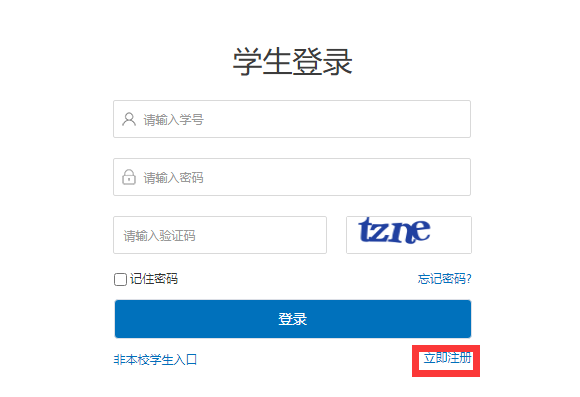 学生登录
请输入学号
请输入密码
请输入验证码 tzne
记住密码 忘记密码?
登录
非本校学生入口 立即注册